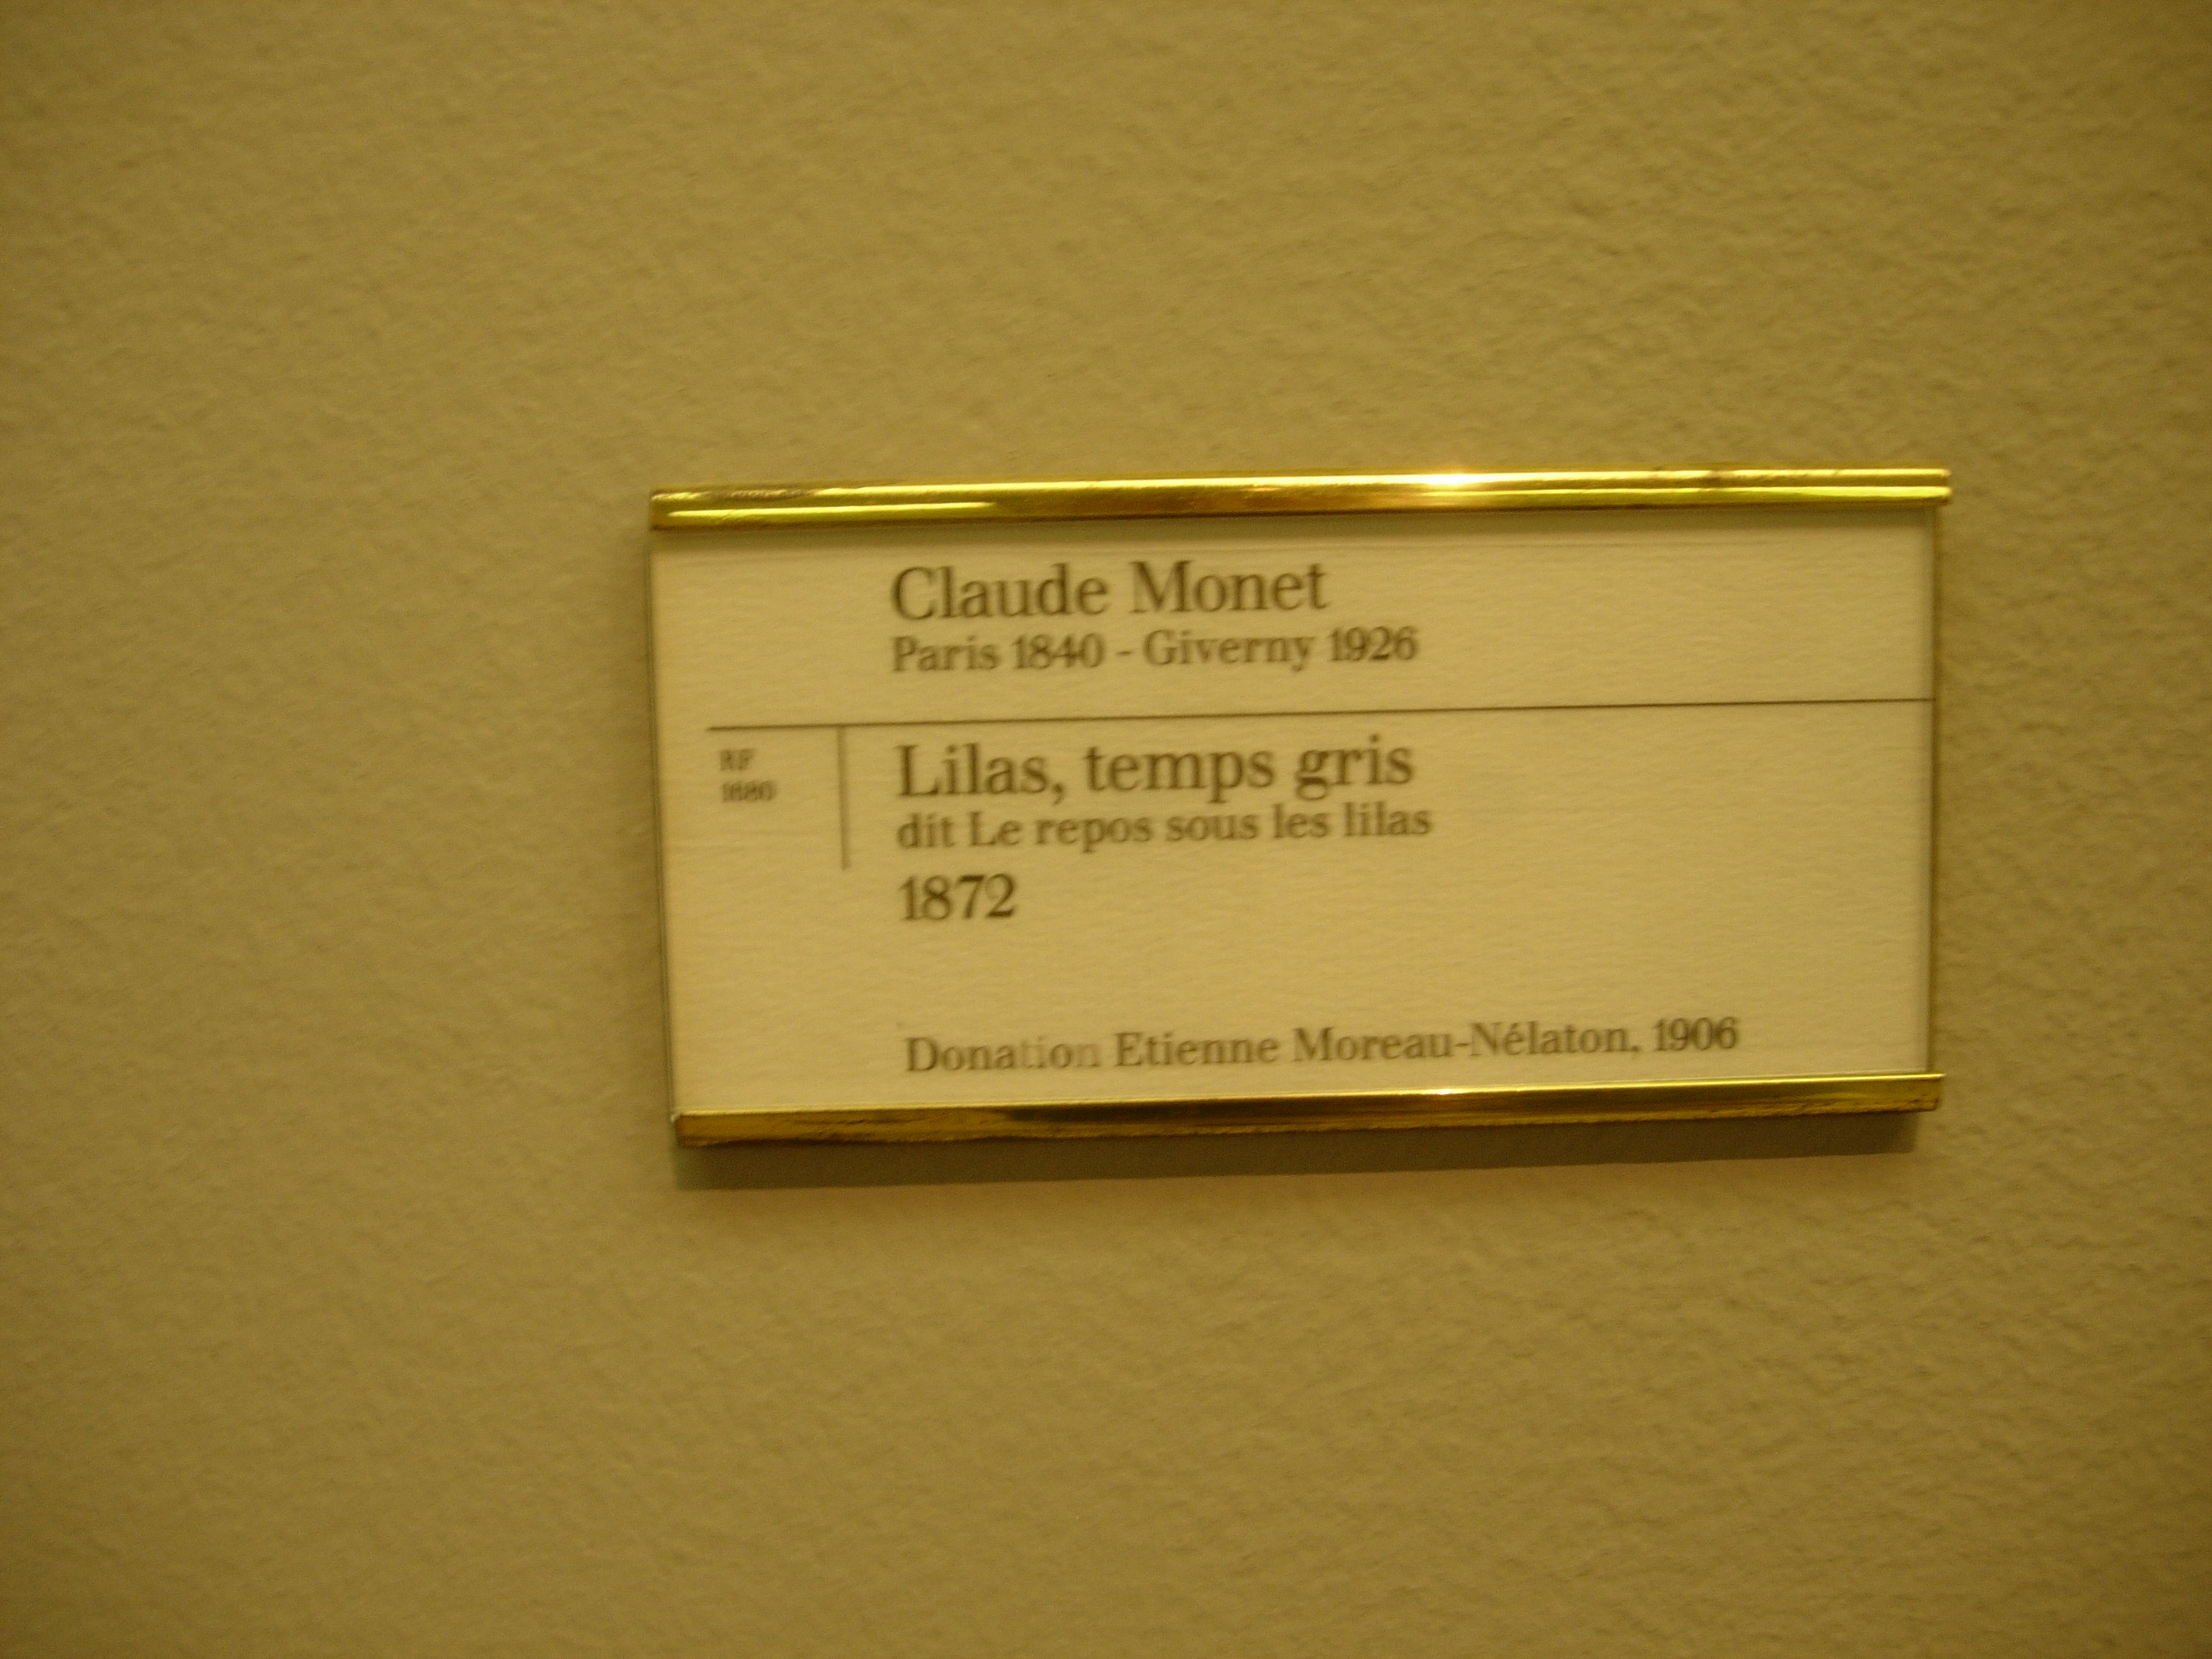 Claude Monet
Paris 1840 - Giverny 1926
RF
1680
Lilas, temps gris
dit Le repos sous les lilas
1872
Donation Etienne Moreau-Nélaton, 1906